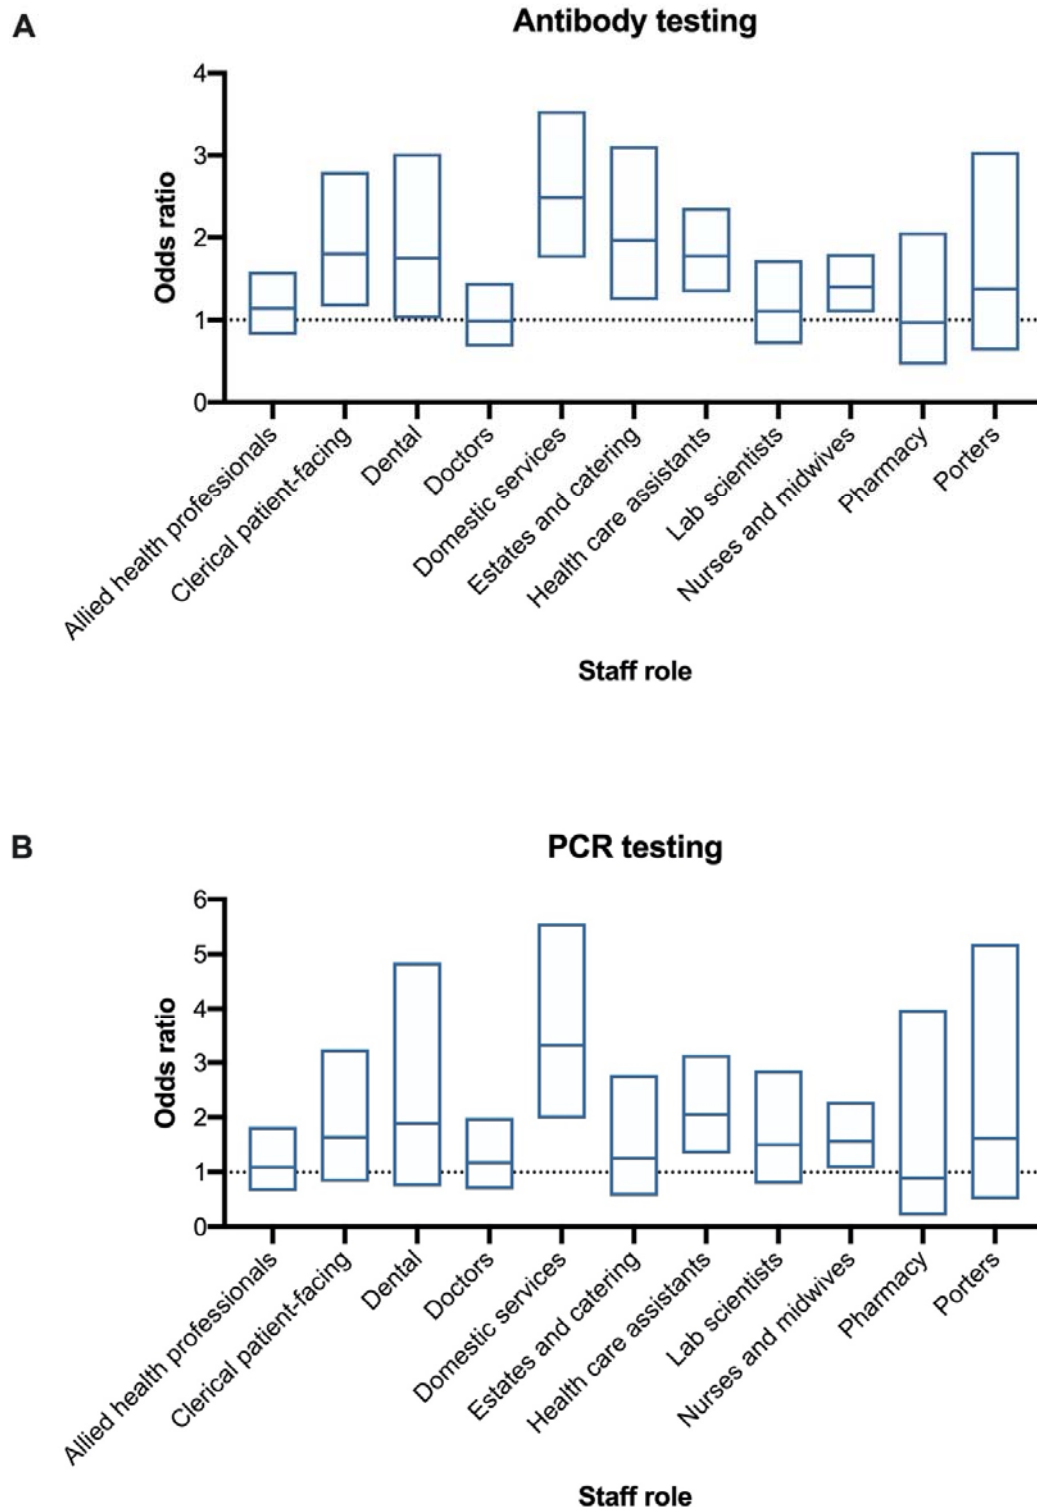 A
Antibody testing
4
3
2
1
0
Odds ratio
Allied health professionals
Clerical patient-facing
Dental
Doctors
Domestic services
Estates and catering
Health care assistants
Lab scientists
Nurses and midwives
Pharmacy
Porters
Staff role
B
PCR testing
6
5
4
3
2
1
0
Odds ratio
Allied health professionals
Clerical patient-facing
Dental
Doctors
Domestic services
Estates and catering
Health care assistants
Lab scientists
Nurses and midwives
Pharmacy
Porters
Staff role